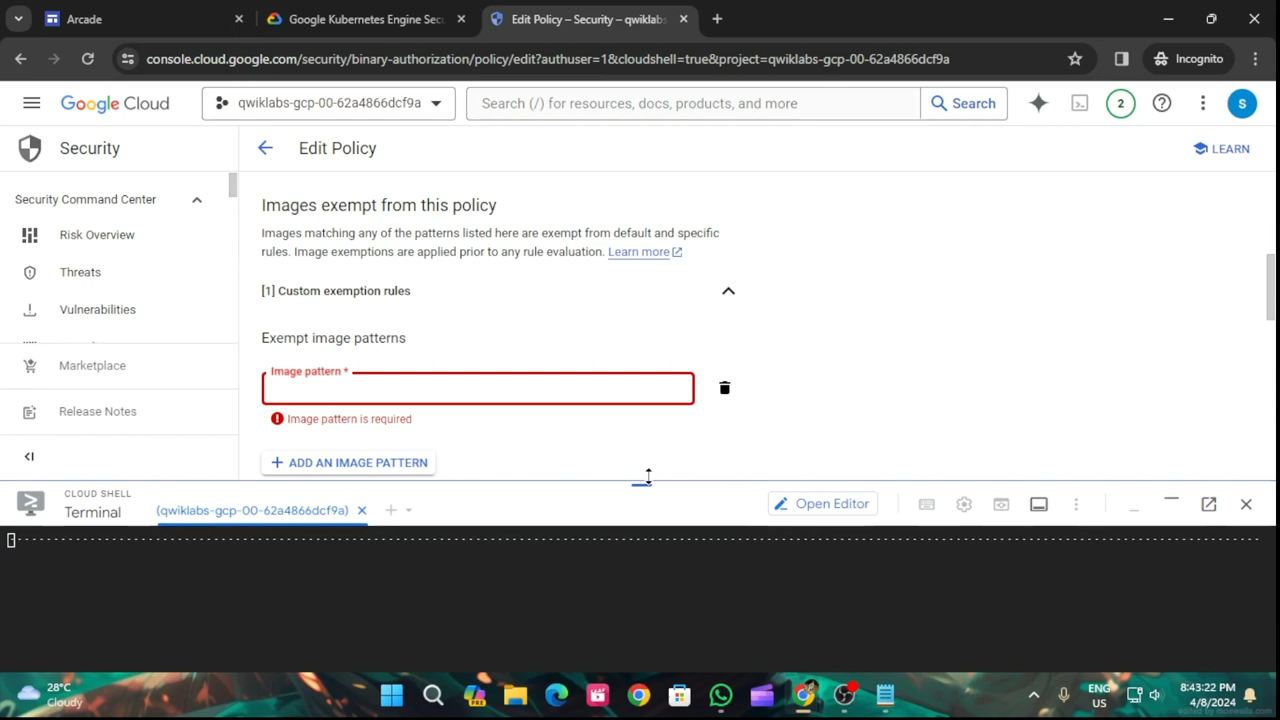 Arcade
Google Kubernetes Engine Secu
Edit Policy – Security – qwiklabs
console.cloud.google.com/security/binary-authorization/policy/edit?authuser=1&cloudshell=true&project=qwiklabs-gcp-00-62a4866dcf9a
Incognito
Google Cloud
qwiklabs-gcp-00-62a4866dcf9a
Search (/) for resources, docs, products, and more
Search
2
S
Security
Edit Policy
LEARN
Security Command Center
Risk Overview
Threats
Vulnerabilities
Marketplace
Release Notes
Images exempt from this policy
Images matching any of the patterns listed here are exempt from default and specific
rules. Image exemptions are applied prior to any rule evaluation. Learn more
[1] Custom exemption rules
Exempt image patterns
Image pattern *
Image pattern is required
ADD AN IMAGE PATTERN
CLOUD SHELL
Terminal
(qwiklabs-gcp-00-62a4866dcf9a)
Open Editor
28°C
Cloudy
PRE
ENG
US
8:43:22 PM
4/8/2024